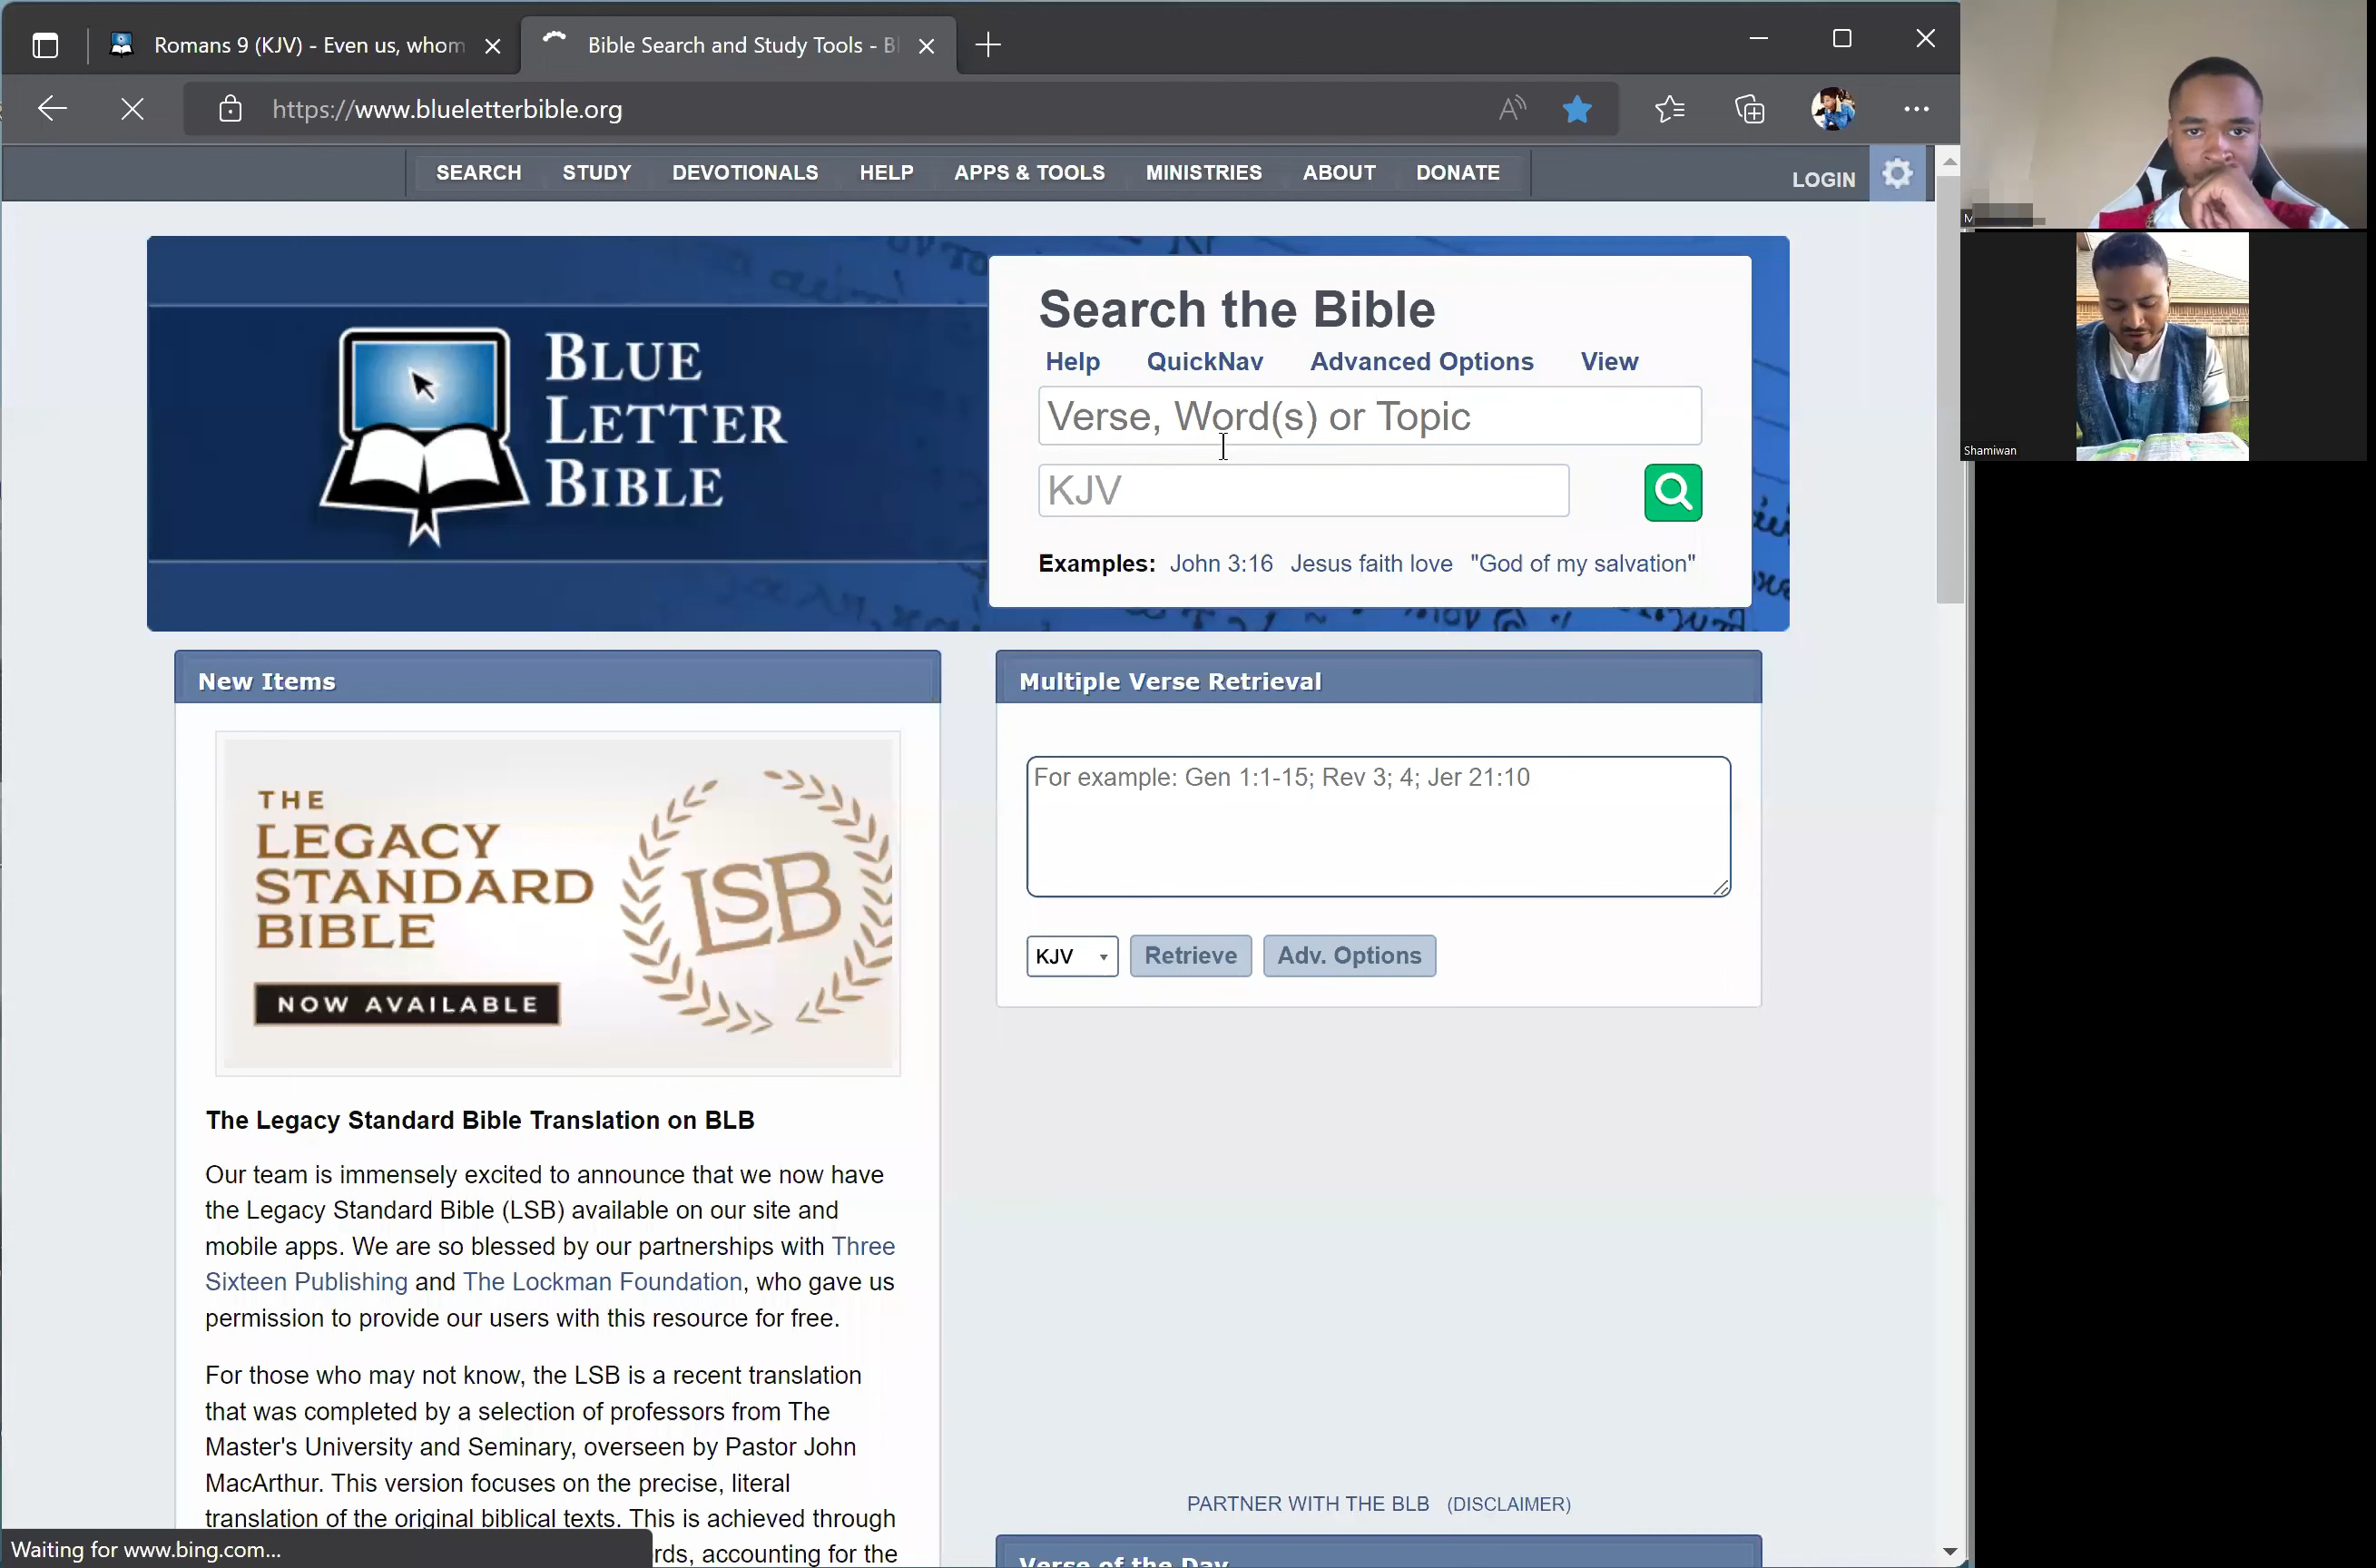 Romans 9 (KJV) - Even us, whom
Bible Search and Study Tools - Bl
https://www.blueletterbible.org
SEARCH STUDY DEVOTIONALS HELP APPS & TOOLS MINISTRIES ABOUT DONATE
LOGIN
M
Shamiwan
BLUE
LETTER
BIBLE
Search the Bible
Help QuickNav Advanced Options View
Verse, Word(s) or Topic
KJV
Examples: John 3:16 Jesus faith love "God of my salvation"
New Items
THE
LEGACY
STANDARD
BIBLE
NOW AVAILABLE
LSB
The Legacy Standard Bible Translation on BLB
Our team is immensely excited to announce that we now have
the Legacy Standard Bible (LSB) available on our site and
mobile apps. We are so blessed by our partnerships with Three
Sixteen Publishing and The Lockman Foundation, who gave us
permission to provide our users with this resource for free.
For those who may not know, the LSB is a recent translation
that was completed by a selection of professors from The
Master's University and Seminary, overseen by Pastor John
MacArthur. This version focuses on the precise, literal
translation of the original biblical texts. This is achieved through
rds, accounting for the
Multiple Verse Retrieval
For example: Gen 1:1-15; Rev 3; 4; Jer 21:10
KJV Retrieve Adv. Options
PARTNER WITH THE BLB (DISCLAIMER)
Verse of the Day
Waiting for www.bing.com...